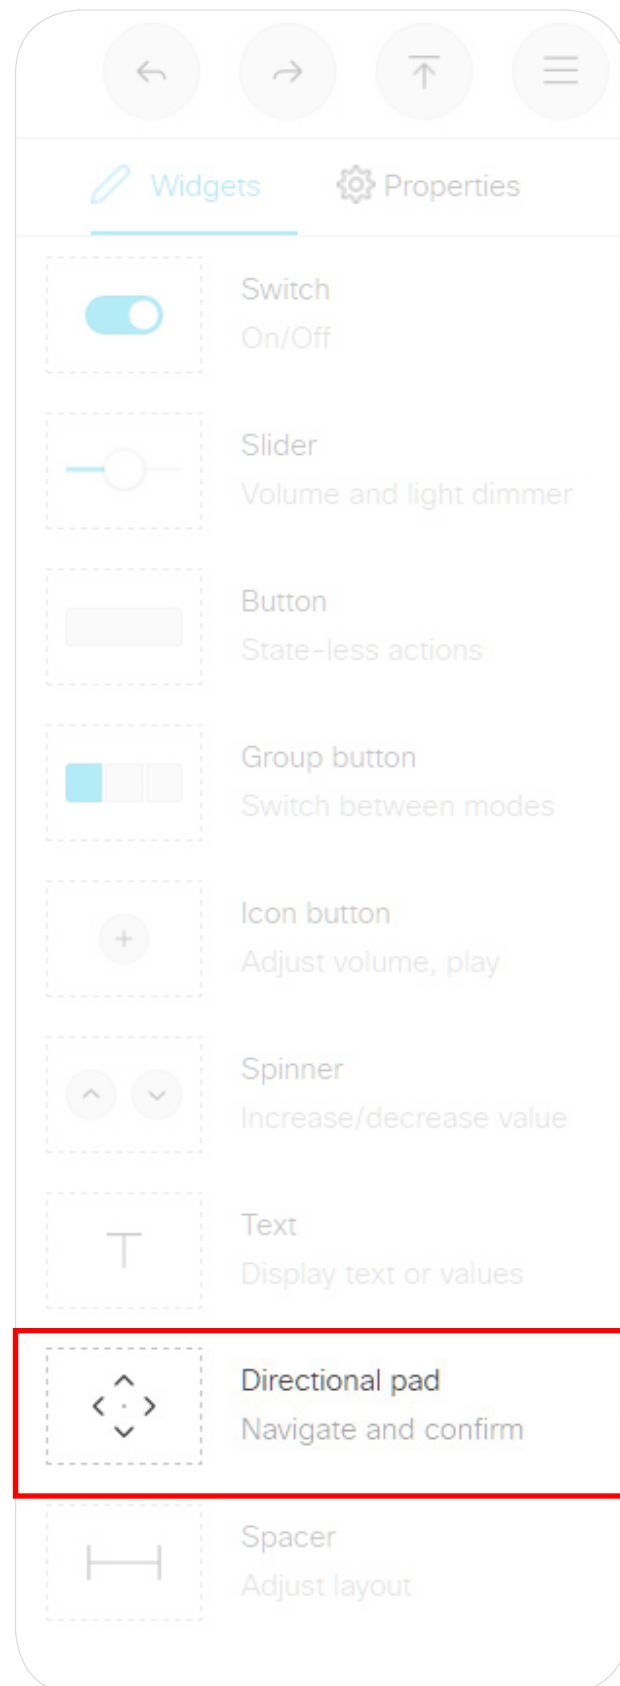 Widgets
Properties
Switch
On/Off
Slider
Volume and light dimmer
Button
State-less actions
Group button
Switch between modes
Icon button
Adjust volume, play
Spinner
Increase/decrease value
Text
Display text or values
Directional pad
Navigate and confirm
Spacer
Adjust layout